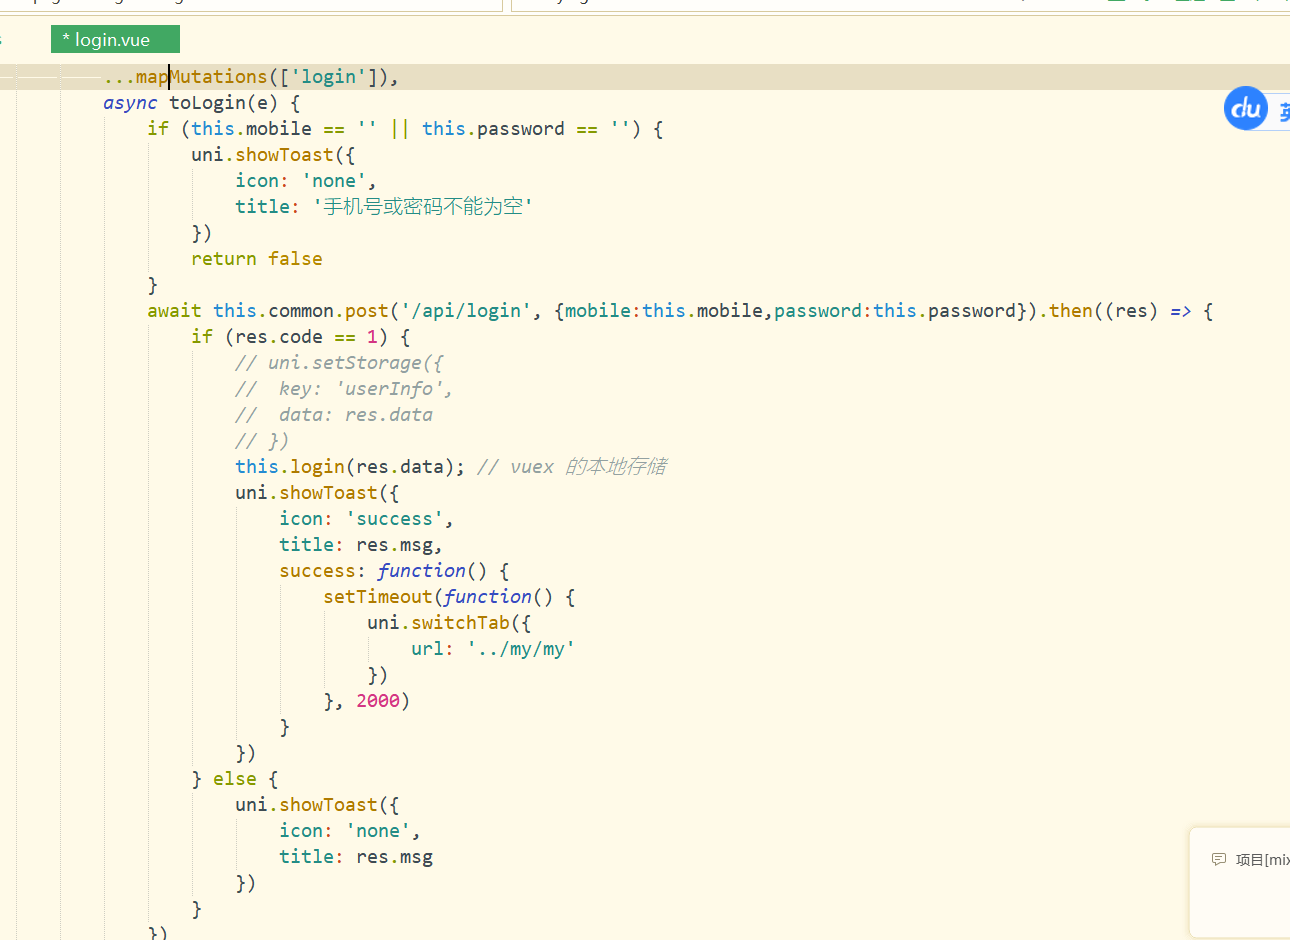 * login.vue
...mapMutations(['login']),
async toLogin(e) {
if (this.mobile == '' || this.password == '') {
uni.showToast({
icon: 'none',
title: '手机号或密码不能为空'
})
return false
}
await this.common.post('/api/login', {mobile:this.mobile,password:this.password}).then((res) => {
if (res.code == 1) {
// uni.setStorage({
//  key: 'userInfo',
//  data: res.data
// })
this.login(res.data); // vuex 的本地存储
uni.showToast({
icon: 'success',
title: res.msg,
success: function() {
setTimeout(function() {
uni.switchTab({
url: '../my/my'
})
}, 2000)
}
})
} else {
uni.showToast({
icon: 'none',
title: res.msg
})
}
})
du 英
项目[mix